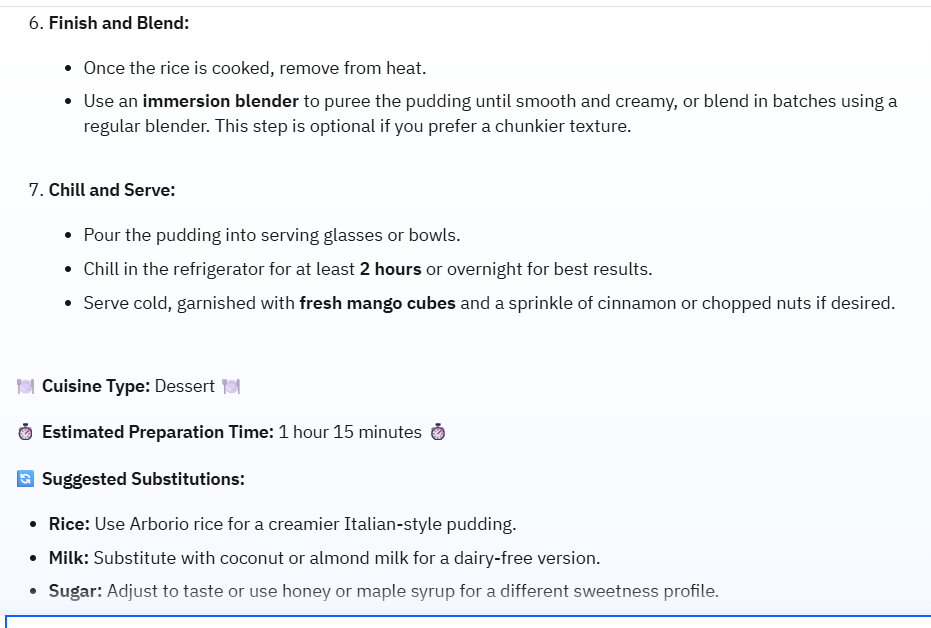 6. Finish and Blend:
• Once the rice is cooked, remove from heat.
• Use an immersion blender to puree the pudding until smooth and creamy, or blend in batches using a
regular blender. This step is optional if you prefer a chunkier texture.
7. Chill and Serve:
• Pour the pudding into serving glasses or bowls.
• Chill in the refrigerator for at least 2 hours or overnight for best results.
• Serve cold, garnished with fresh mango cubes and a sprinkle of cinnamon or chopped nuts if desired.
🍽️ Cuisine Type: Dessert 🍽️
⏱️ Estimated Preparation Time: 1 hour 15 minutes ⏱️
🔄 Suggested Substitutions:
• Rice: Use Arborio rice for a creamier Italian-style pudding.
• Milk: Substitute with coconut or almond milk for a dairy-free version.
• Sugar: Adjust to taste or use honey or maple syrup for a different sweetness profile.